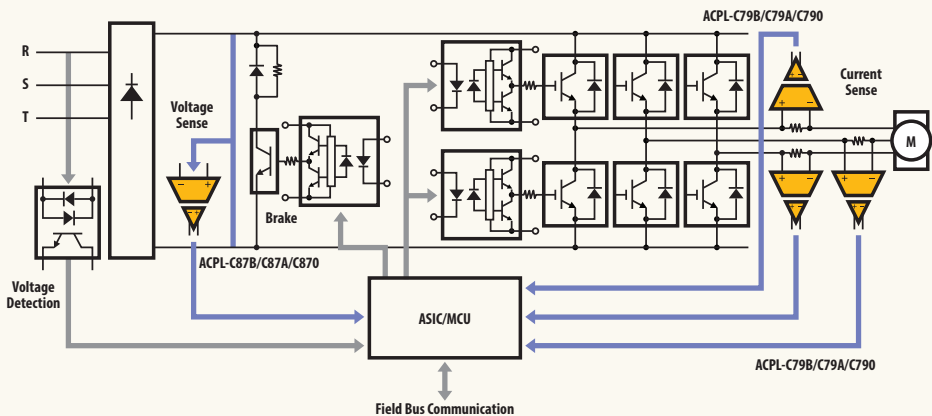 ACPL-C79B/C79A/C790
R
S
T
Voltage
Sense
Current
Sense
M
Brake
ACPL-C87B/C87A/C870
Voltage
Detection
ASIC/MCU
ACPL-C79B/C79A/C790
Field Bus Communication